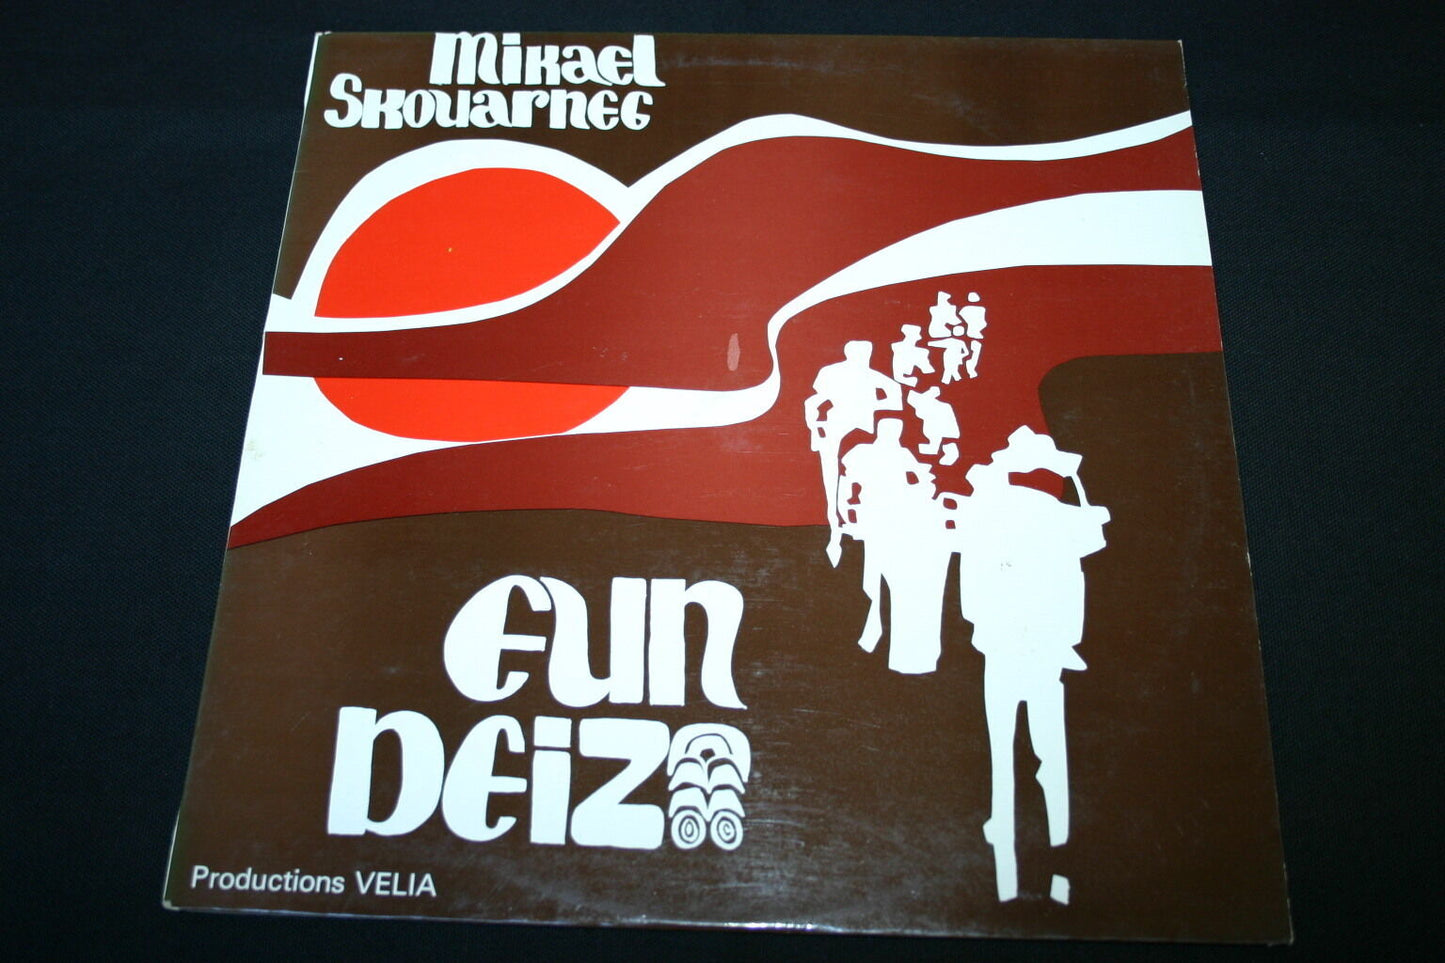 Mikael
Skouarneg
eun
deiz
Productions VELIA